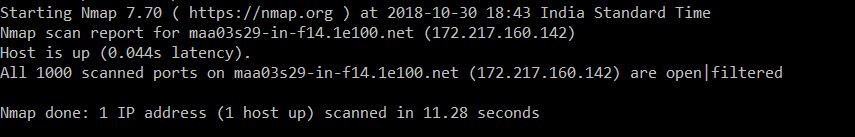 Starting Nmap 7.70 ( https://nmap.org ) at 2018-10-30 18:43 India Standard Time
Nmap scan report for maa03s29-in-f14.1e100.net (172.217.160.142)
Host is up (0.044s latency).
All 1000 scanned ports on maa03s29-in-f14.1e100.net (172.217.160.142) are open|filtered
Nmap done: 1 IP address (1 host up) scanned in 11.28 seconds